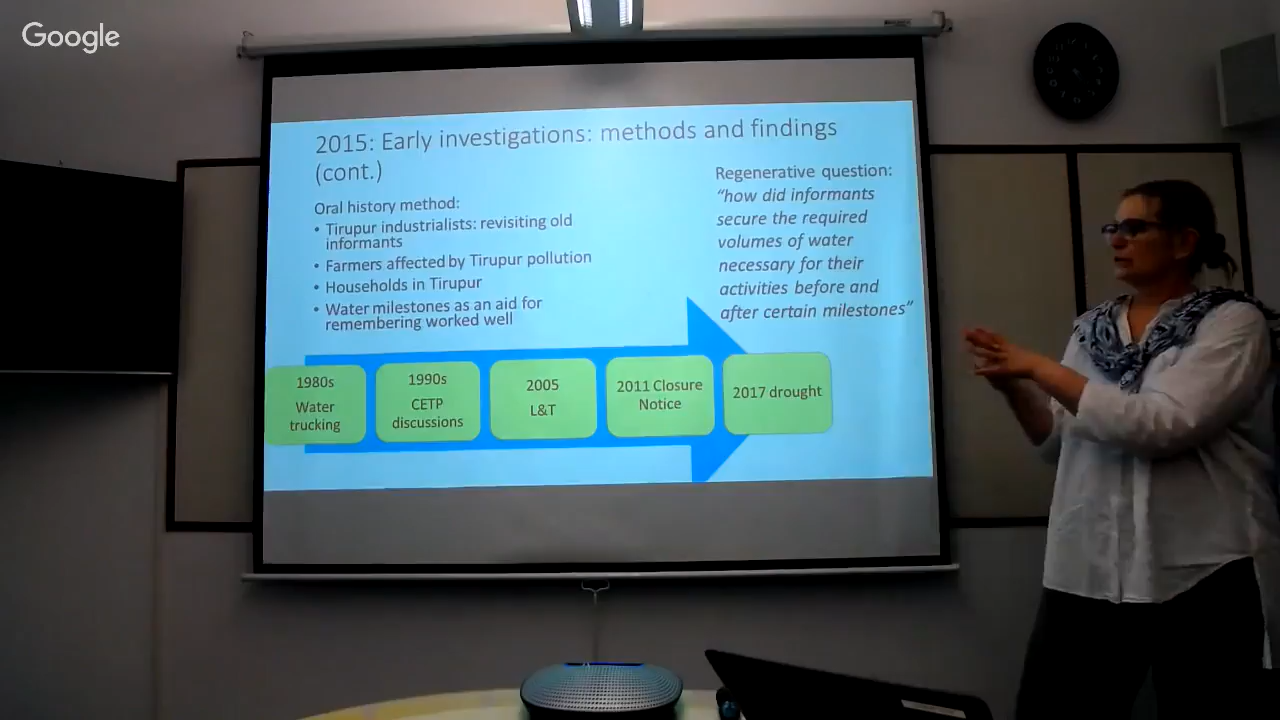 Google
2015: Early investigations: methods and findings
(cont.)
Oral history method:
• Tirupur industrialists: revisiting old
informants
• Farmers affected by Tirupur pollution
• Households in Tirupur
• Water milestones as an aid for
remembering worked well
Regenerative question:
“how did informants
secure the required
volumes of water
necessary for their
activities before and
after certain milestones”
1980s
Water
trucking
1990s
CETP
discussions
2005
L&T
2011 Closure
Notice
2017 drought